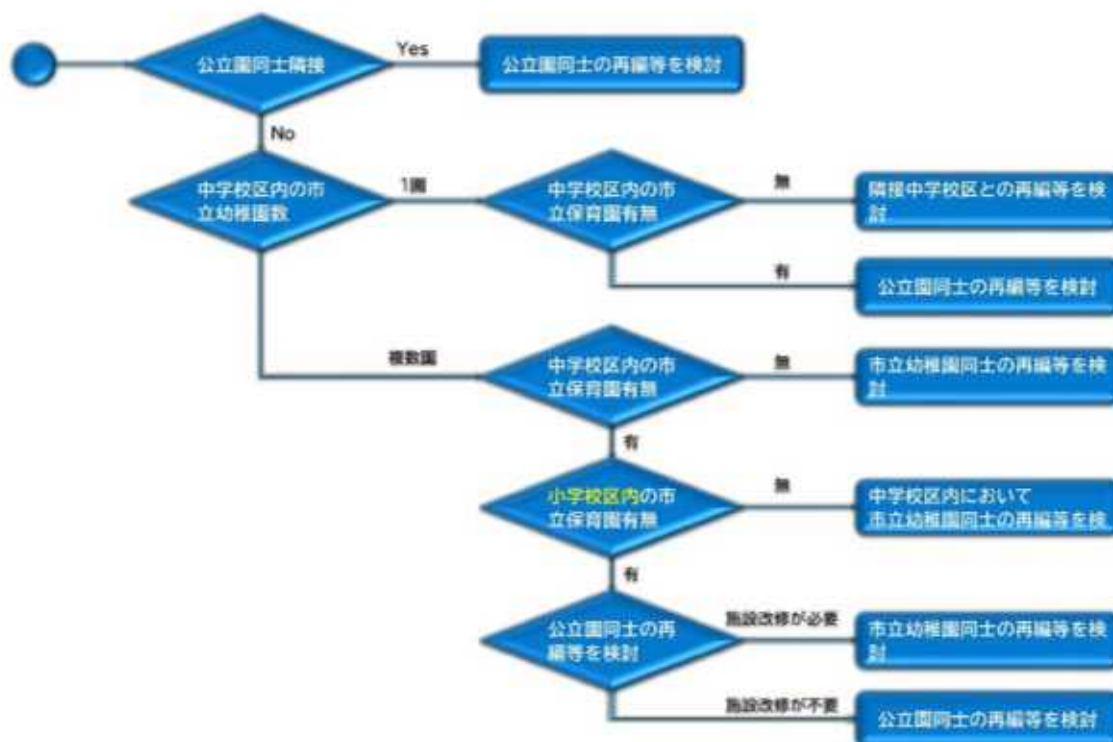 公立園同士隣接
Yes
公立園同士の再編等を検討
No
中学校区内の市
立幼稚園数
1園
中学校区内の市
立保育園有無
無
隣接中学校区との再編等を検
討
有
公立園同士の再編等を検討
複数園
中学校区内の市
立保育園有無
無
市立幼稚園同士の再編等を検
討
有
小学校区内の市
立保育園有無
無
中学校区内において
市立幼稚園同士の再編等を検
有
公立園同士の再
編等を検討
施設改修が必要
市立幼稚園同士の再編等を検
討
施設改修が不要
公立園同士の再編等を検討